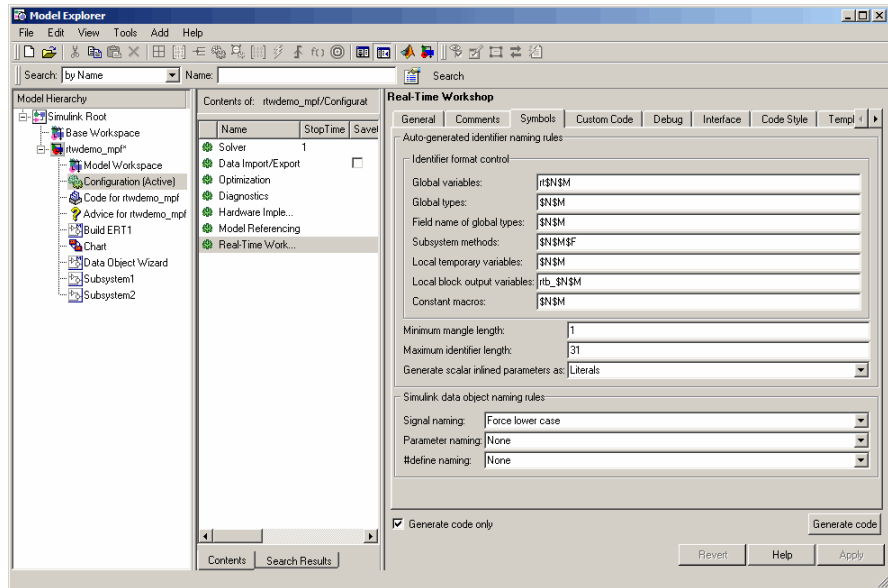 Model Explorer
File Edit View Tools Add Help
Search: by Name Name: Search
Model Hierarchy
Simulink Root
Base Workspace
rtwdemo_mpf*
Model Workspace
Configuration (Active)
Code for rtwdemo_mpf
Advice for rtwdemo_mpf
Build ERT1
Chart
Data Object Wizard
Subsystem1
Subsystem2
Contents of: rtwdemo_mpf/Configurat
Name StopTime Save
Solver 1
Data Import/Export
Optimization
Diagnostics
Hardware Imple...
Model Referencing
Real-Time Work...
Contents Search Results
Real-Time Workshop
General Comments Symbols Custom Code Debug Interface Code Style Templ
Auto-generated identifier naming rules
Identifier format control
Global variables: rt$N$M
Global types: $N$M
Field name of global types: $N$M
Subsystem methods: $N$M$F
Local temporary variables: $N$M
Local block output variables: rtb_$N$M
Constant macros: $N$M
Minimum mangle length: 1
Maximum identifier length: 31
Generate scalar inlined parameters as: Literals
Simulink data object naming rules
Signal naming: Force lower case
Parameter naming: None
#define naming: None
Generate code only Generate code
Revert Help Apply